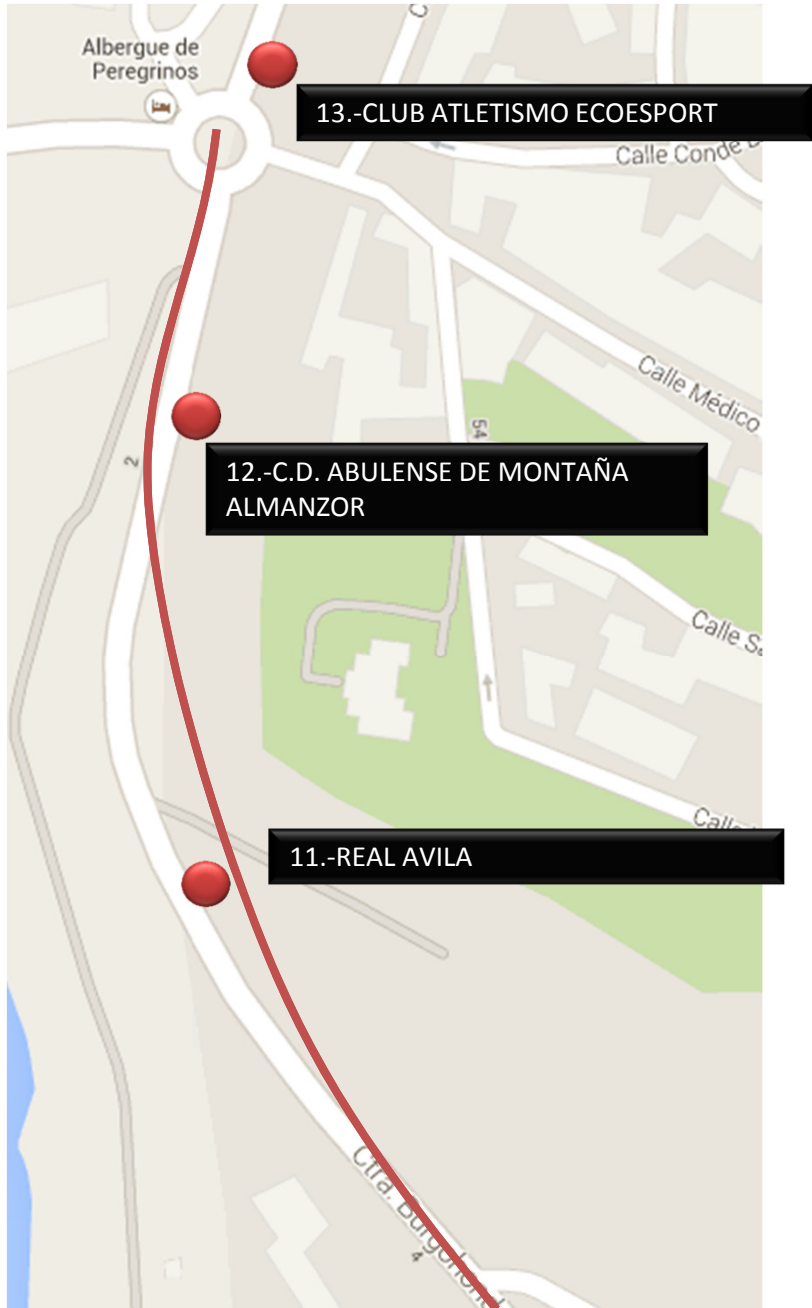 Albergue de
Peregrinos
13.-CLUB ATLETISMO ECOESPORT
Calle Conde
Calle Médico
54
2
12.-C.D. ABULENSE DE MONTAÑA
ALMANZOR
Calle
Calle
11.-REAL AVILA
Ctra.
4